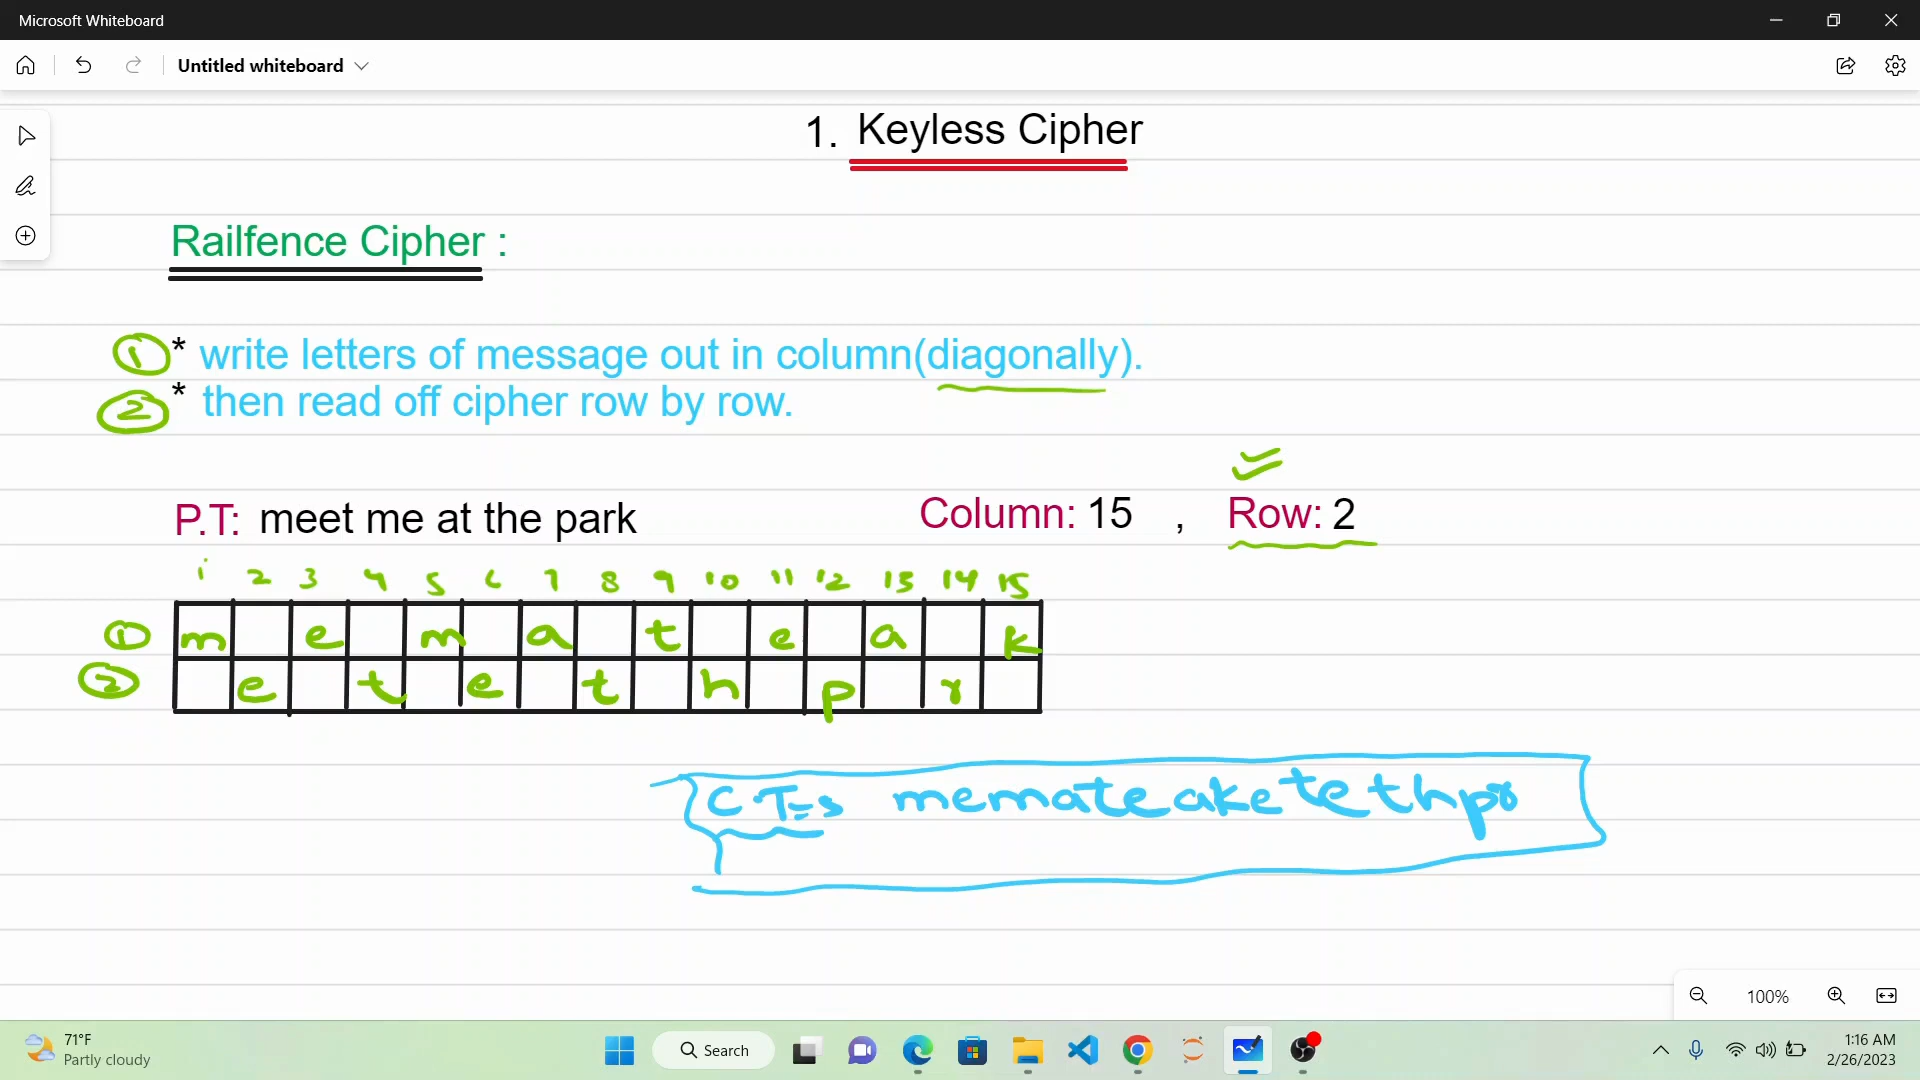 Microsoft Whiteboard
Untitled whiteboard
1. Keyless Cipher
Railfence Cipher :
1 * write letters of message out in column(diagonally).
2 * then read off cipher row by row.
P.T: meet me at the park Column: 15 , Row: 2
1 2 3 4 5 6 7 8 9 10 11 12 13 14 15
1 m e m a t e a k
2 e t e t h p r
C.T= memateaketethpr
100%
71°F
Partly cloudy
Search
1:16 AM
2/26/2023